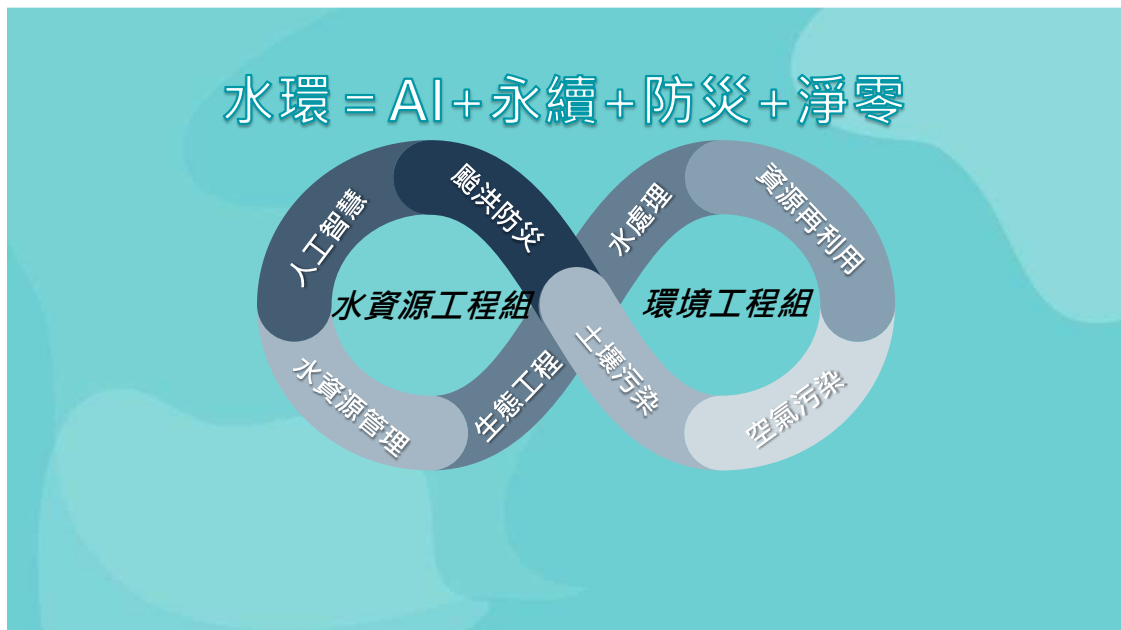 水環=AI+永續+防災+淨零
人工智慧
颱洪防災
水資源工程組
水資源管理
生態工程
水處理
資源再利用
環境工程組
土壤污染
空氣污染